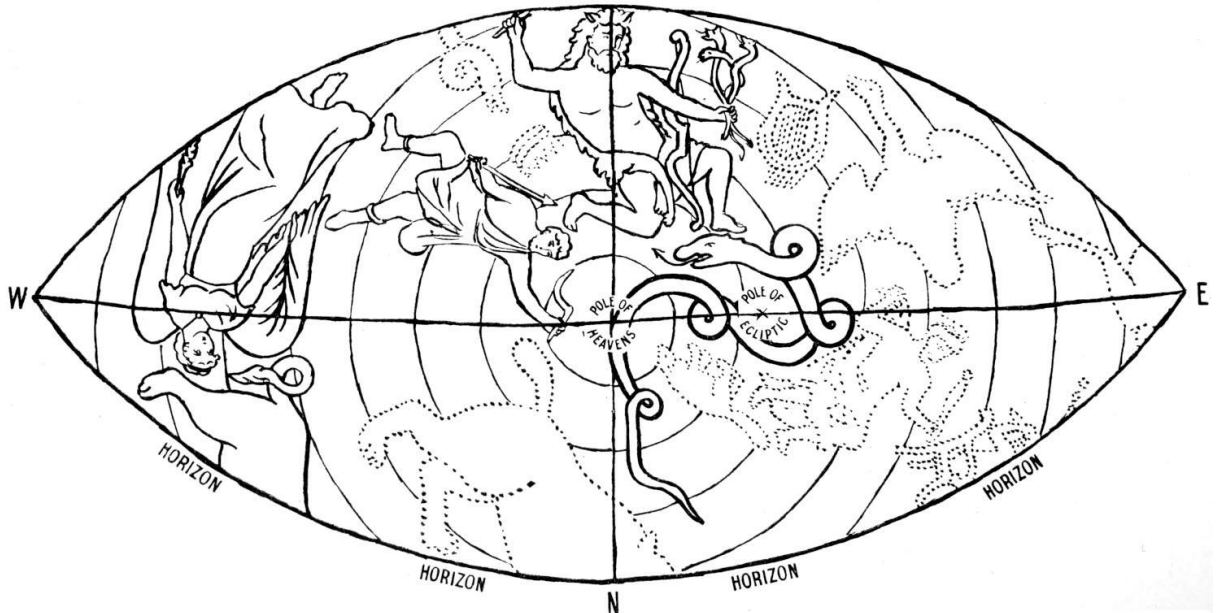 W
E
POLE OF
HEAVENS
POLE OF
ECLIPTIC
HORIZON
HORIZON
HORIZON
HORIZON
N